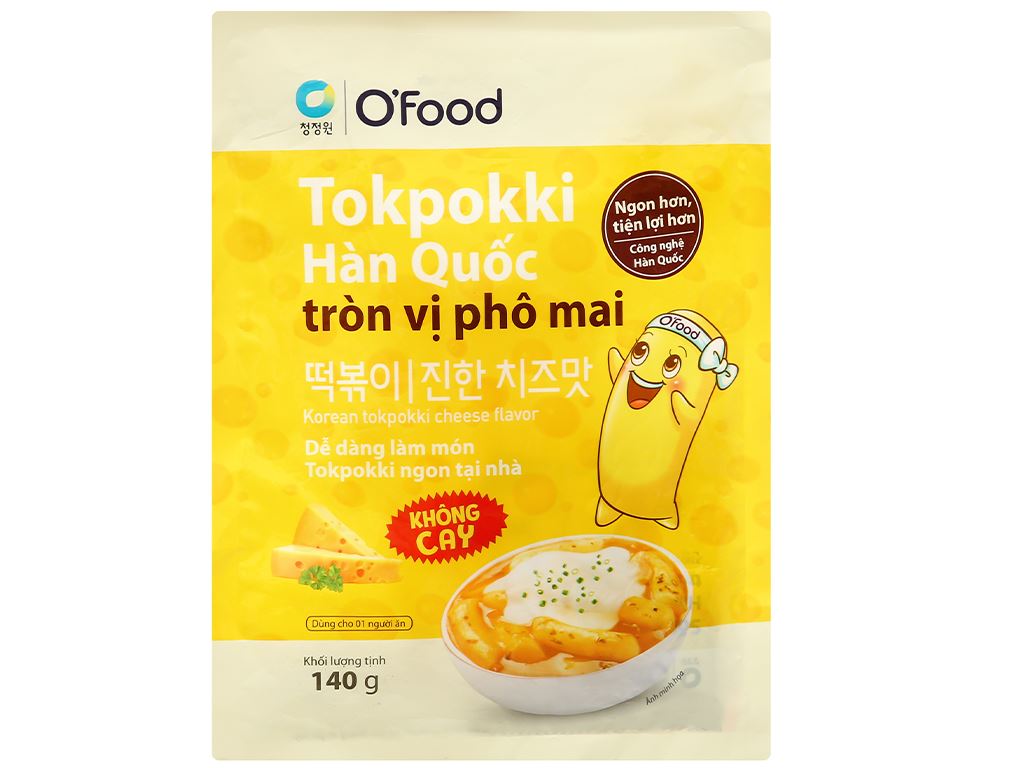 청정원
O'Food
Tokpokki
Hàn Quốc
tròn vị phô mai
Ngon hơn,
tiện lợi hơn
Công nghệ
Hàn Quốc
O'Food
떡볶이|진한 치즈맛
Korean tokpokki cheese flavor
Dễ dàng làm món
Tokpokki ngon tại nhà
KHÔNG
CAY
Dùng cho 01 người ăn
Khối lượng tịnh
140 g
Ảnh minh họa